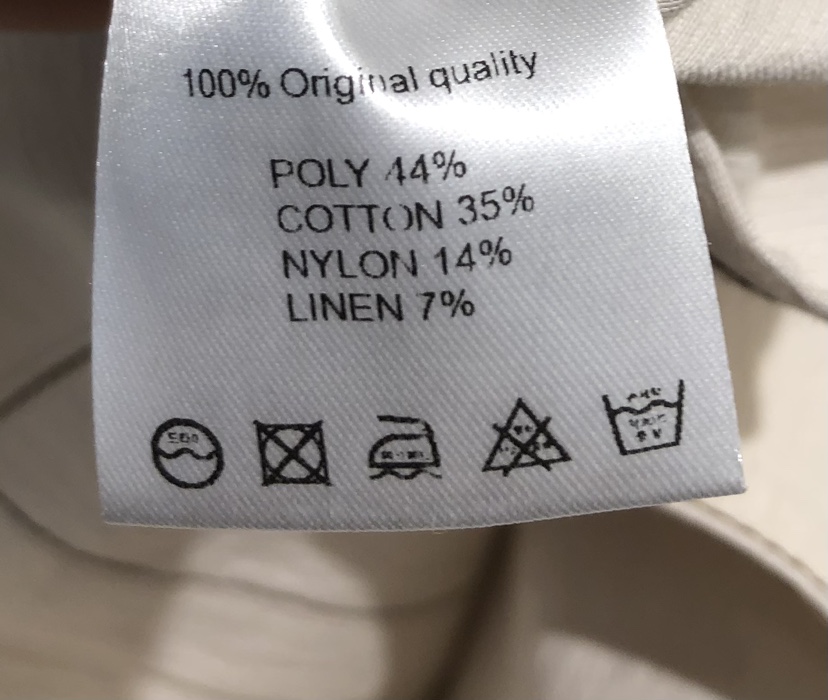 100% Original quality
POLY 44%
COTTON 35%
NYLON 14%
LINEN 7%